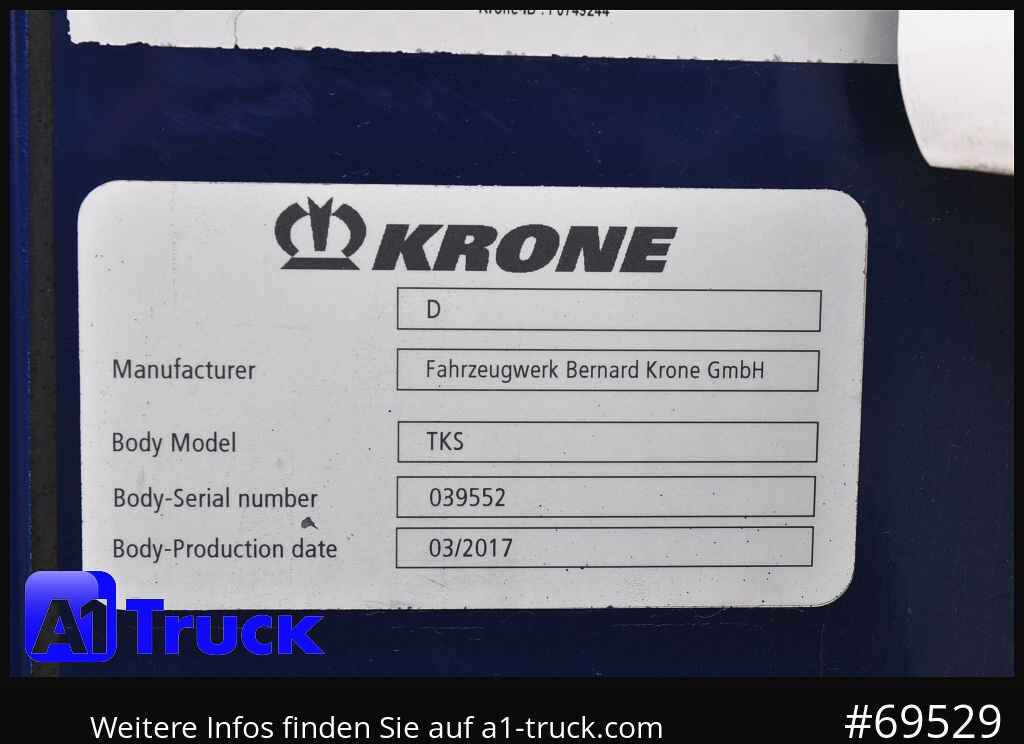 KRONE
D
Manufacturer Fahrzeugwerk Bernard Krone GmbH
Body Model TKS
Body-Serial number 039552
Body-Production date 03/2017
A1 Truck
Weitere Infos finden Sie auf a1-truck.com #69529